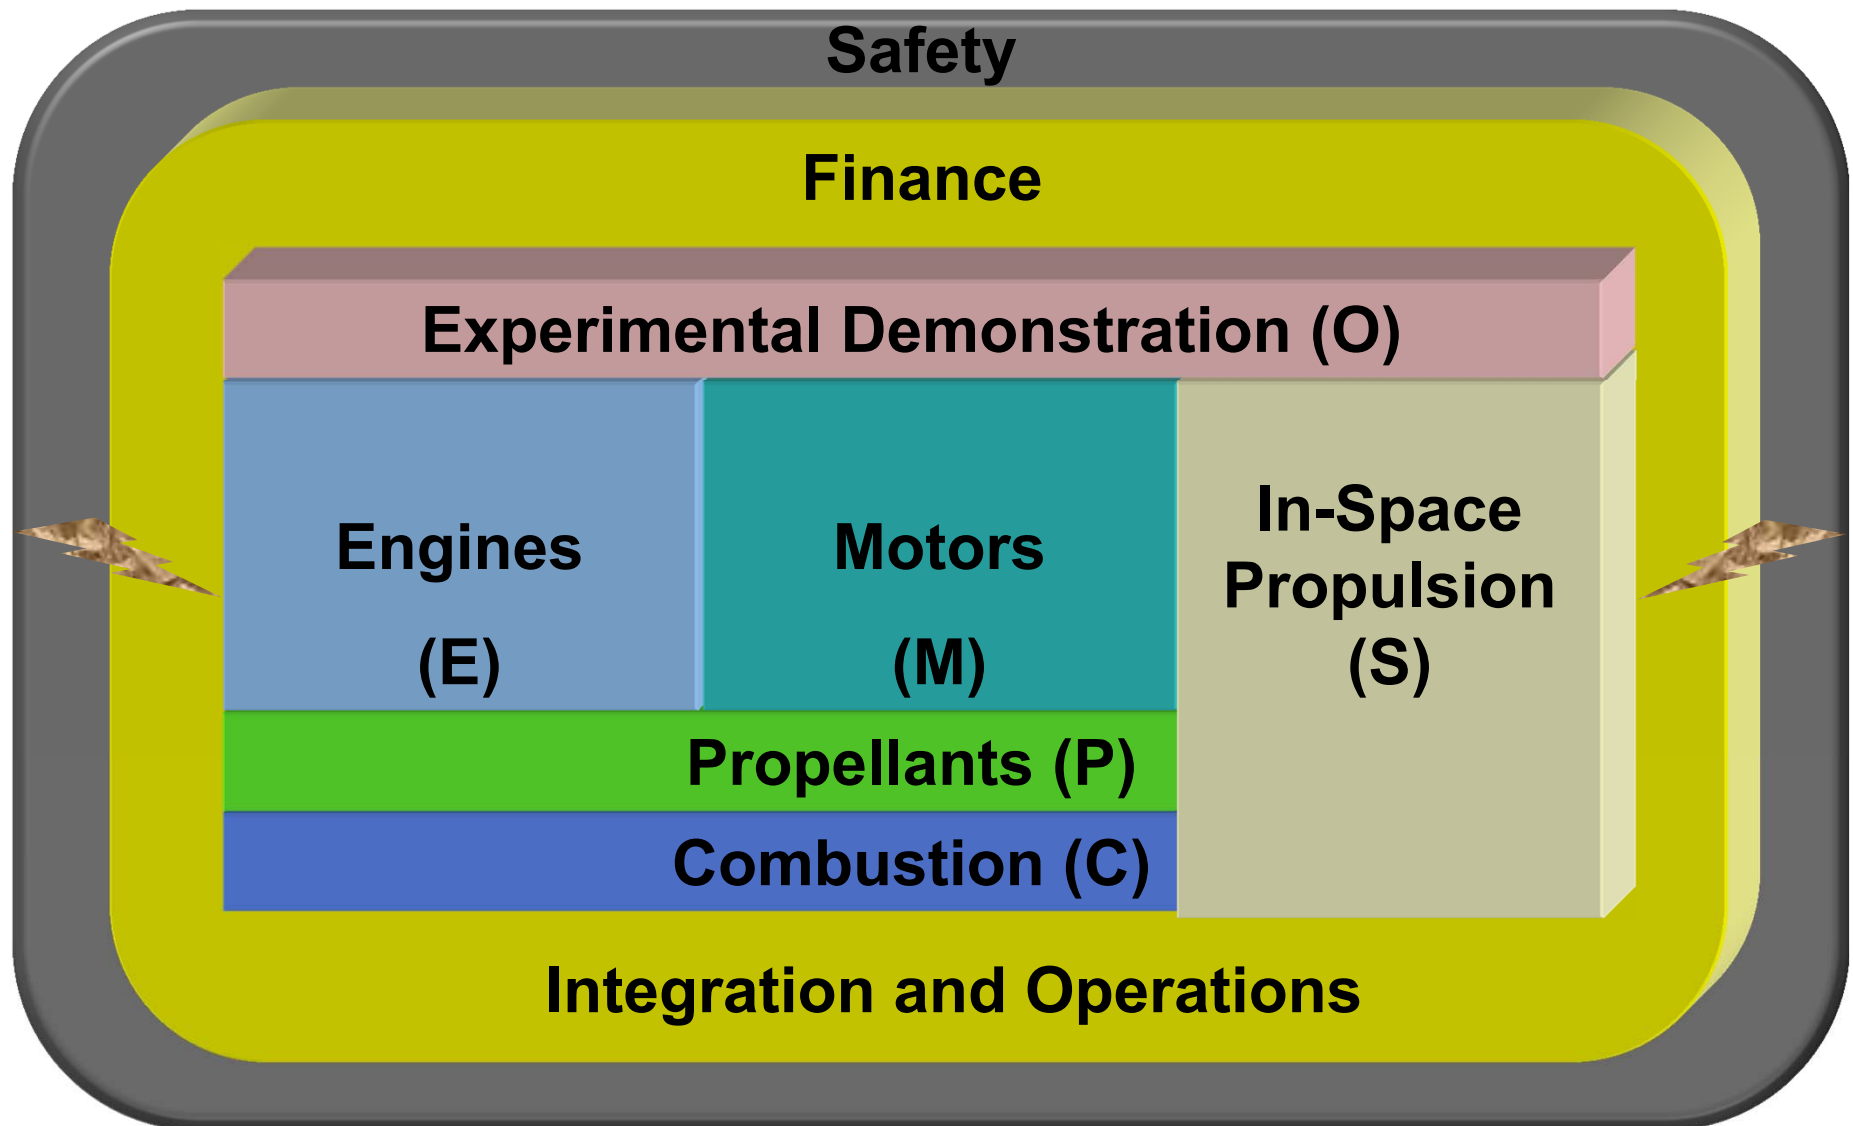 Safety
Finance
Experimental Demonstration (O)
Engines
(E)
Motors
(M)
In-Space
Propulsion
(S)
Propellants (P)
Combustion (C)
Integration and Operations